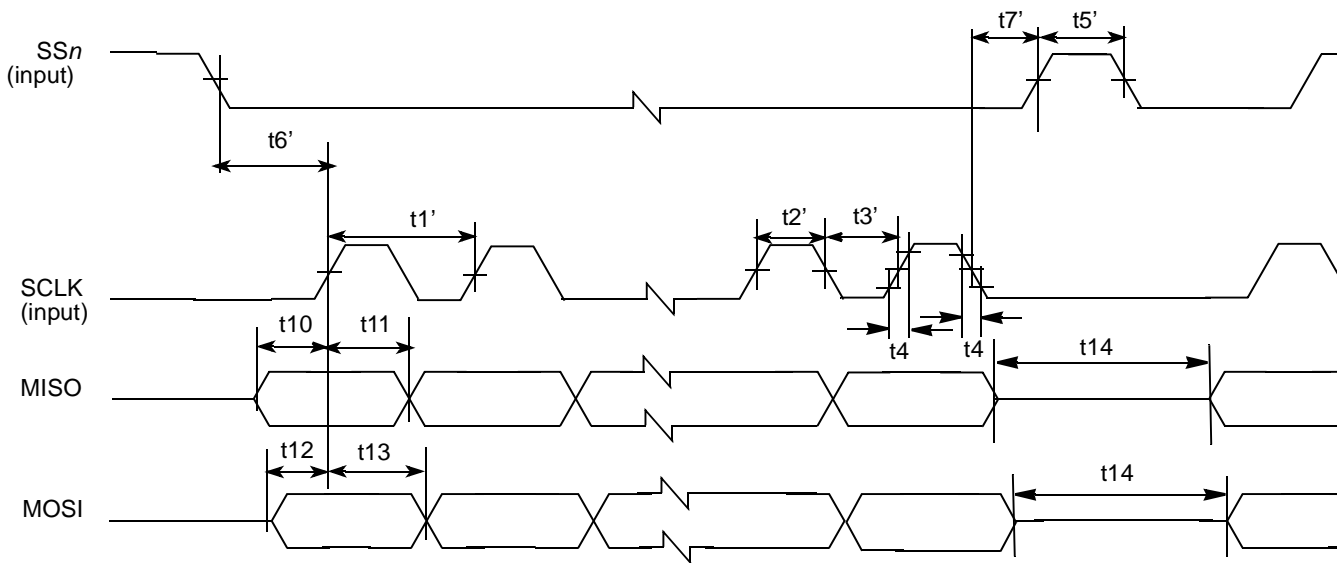 SSn
(input)
t7’ t5’
t6’
t1’ t2’ t3’
SCLK
(input)
t10 t11 t4 t4
MISO t14
t12 t13
MOSI t14